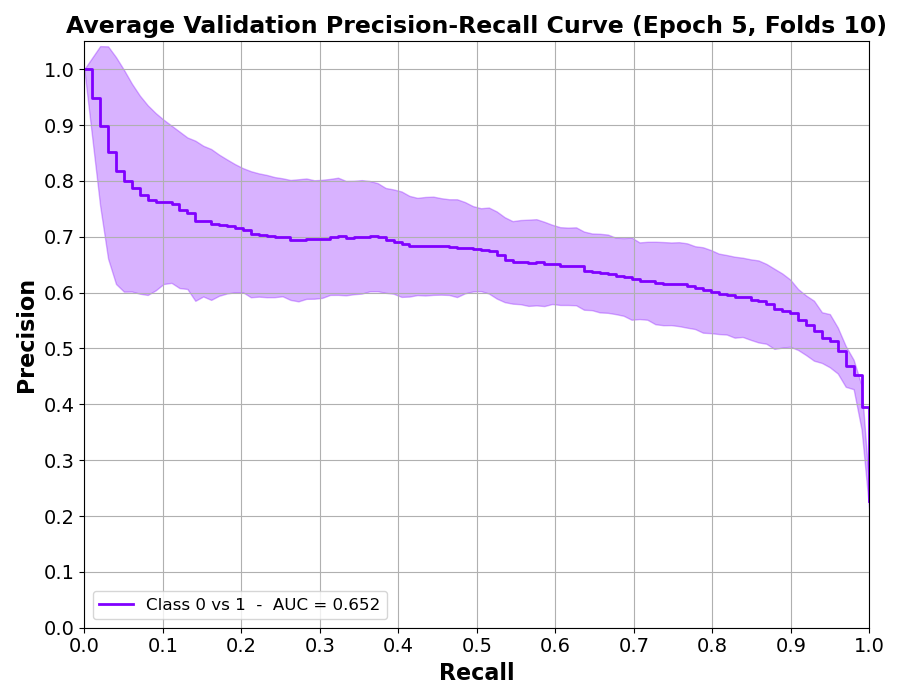 Average Validation Precision-Recall Curve (Epoch 5, Folds 10)
1.0
0.9
0.8
0.7
0.6
0.5
0.4
0.3
0.2
0.1
0.0
Precision
Class 0 vs 1 - AUC = 0.652
0.0 0.1 0.2 0.3 0.4 0.5 0.6 0.7 0.8 0.9 1.0
Recall